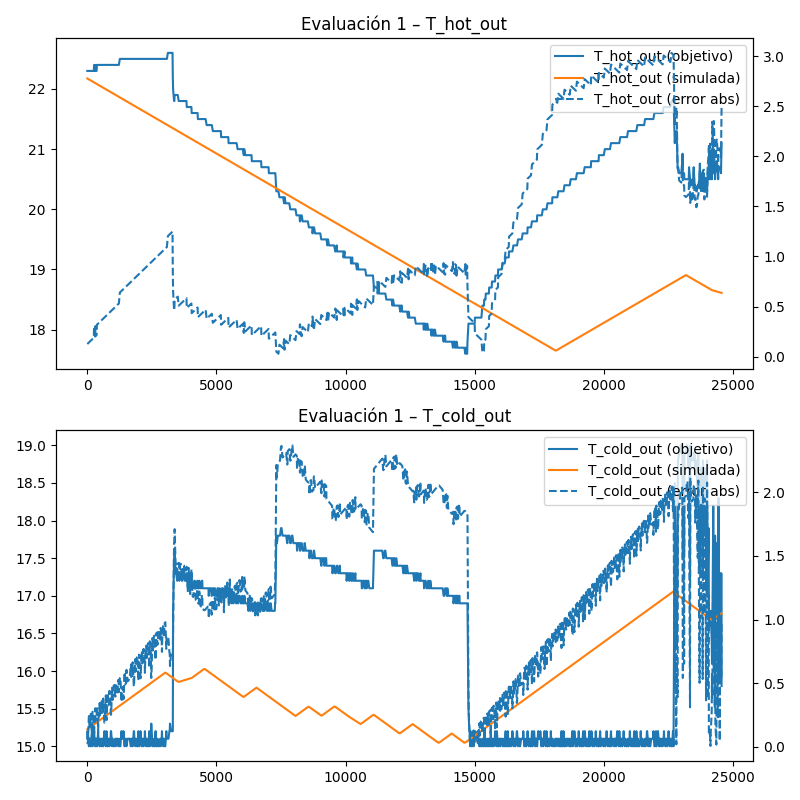 Evaluación 1 – T_hot_out
T_hot_out (objetivo)
T_hot_out (simulada)
T_hot_out (error abs)
22
21
20
19
18
3.0
2.5
2.0
1.5
1.0
0.5
0.0
0 5000 10000 15000 20000 25000
Evaluación 1 – T_cold_out
T_cold_out (objetivo)
T_cold_out (simulada)
T_cold_out (error abs)
19.0
18.5
18.0
17.5
17.0
16.5
16.0
15.5
15.0
2.0
1.5
1.0
0.5
0.0
0 5000 10000 15000 20000 25000